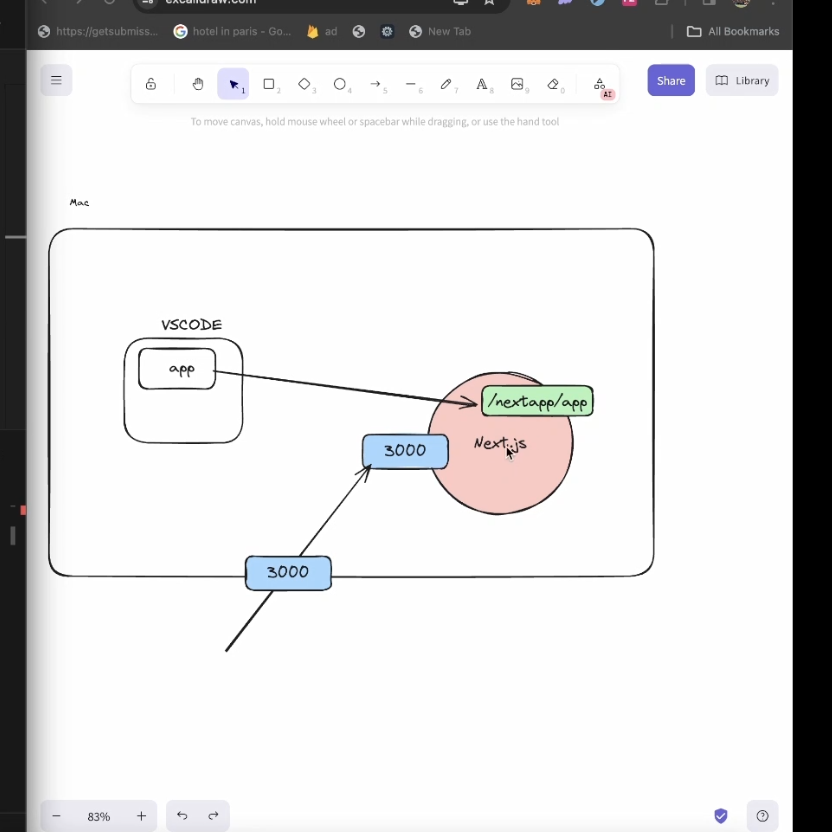 https://getsubmiss...
hotel in paris - Go...
ad
New Tab
All Bookmarks
1
2
3
4
5
6
7
A
8
9
0
AI
Share
Library
To move canvas, hold mouse wheel or spacebar while dragging, or use the hand tool
Mac
VSCODE
app
/nextapp/app
Next.js
3000
3000
83%